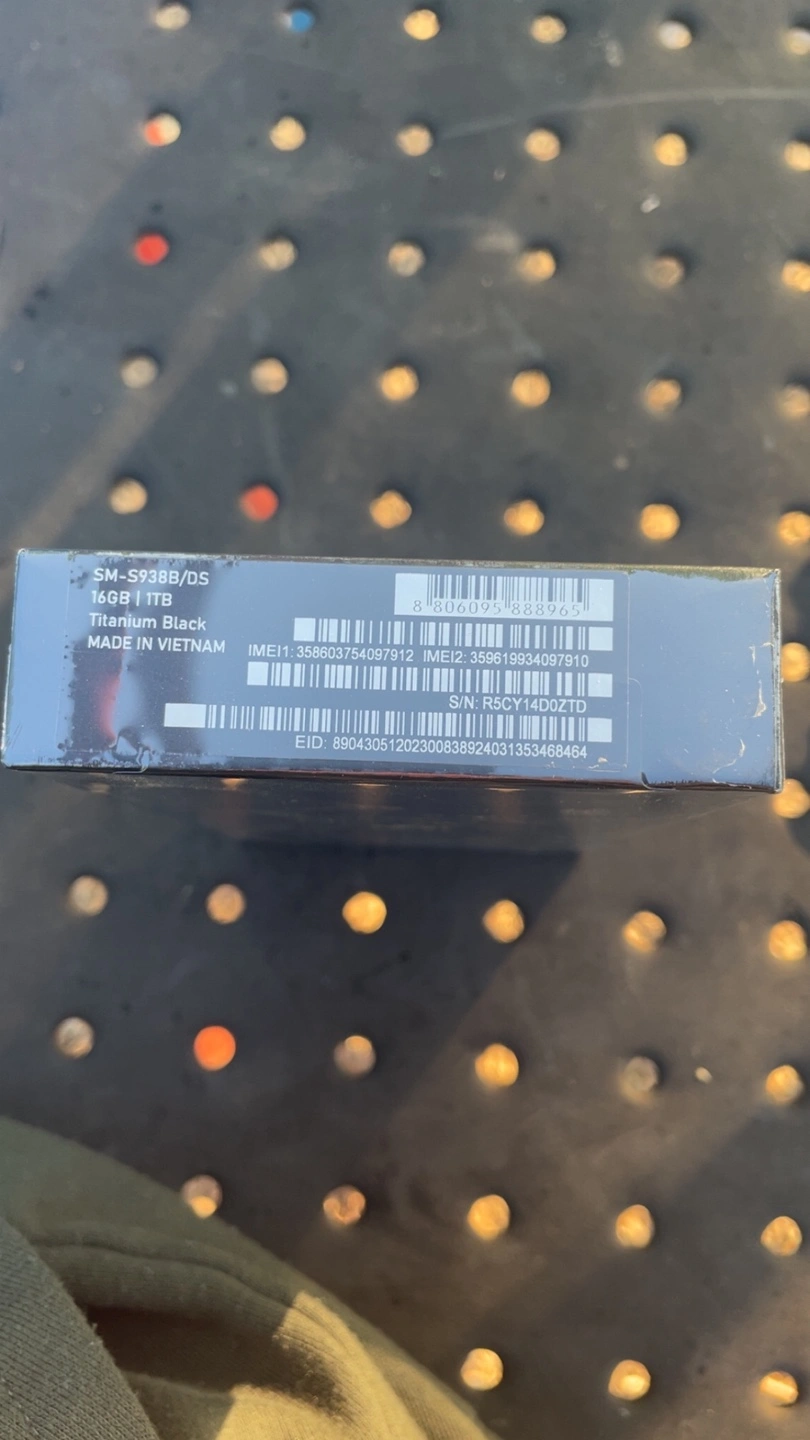 SM-S938B/DS
16GB | 1TB
Titanium Black
MADE IN VIETNAM
8 806095 888965
IMEI1: 358603754097912 IMEI2: 359619934097910
S/N: R5CY14D0ZTD
EID: 89043051202300838924031353468464